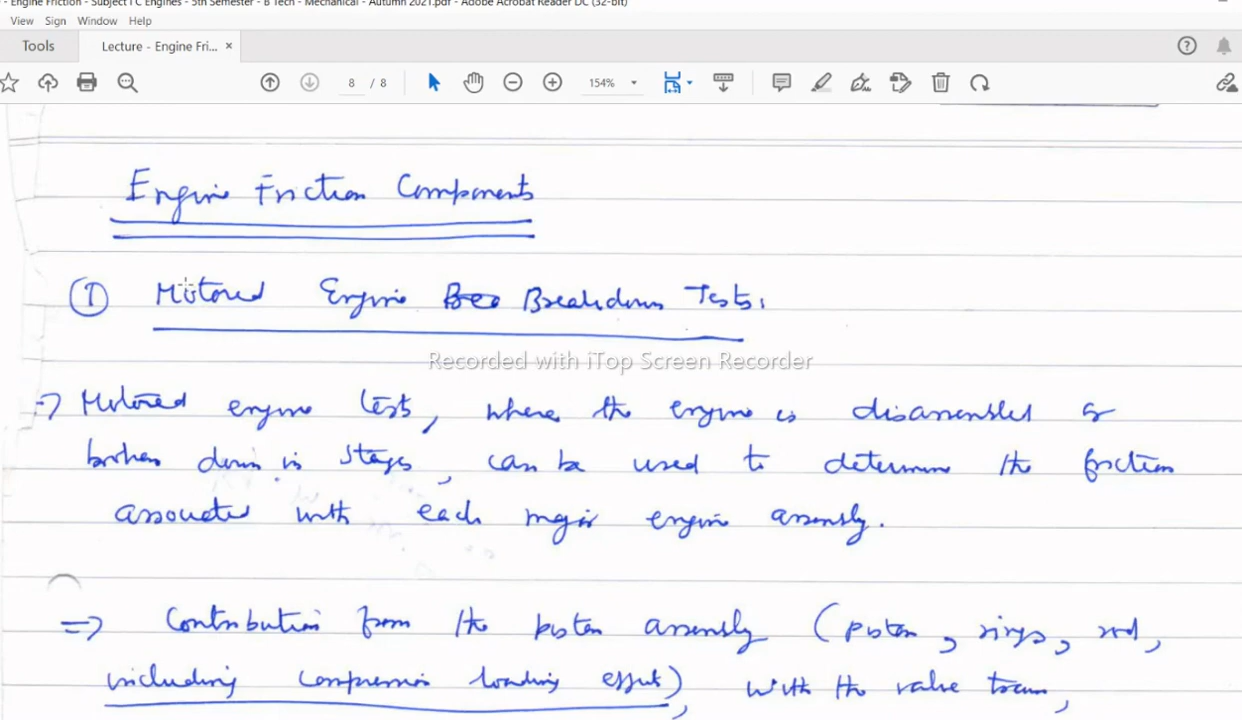 - Engine Friction - Subject I C Engines - 5th Semester - B Tech - Mechanical - Autumn 2021.pdf - Adobe Acrobat Reader DC (32-bit)
View Sign Window Help
Tools Lecture - Engine Fri... ×
8 / 8 154%
Engine Friction Components
① Motored Engine Breakdown Tests.
Recorded with iTop Screen Recorder
→ Motored engine test, where the engine is disassembled or
broken down in stages, can be used to determine the friction
associated with each major engine assembly.
⇒ Contribution from the piston assembly (piston, rings, rod,
including compression loading effect), with the valve train,